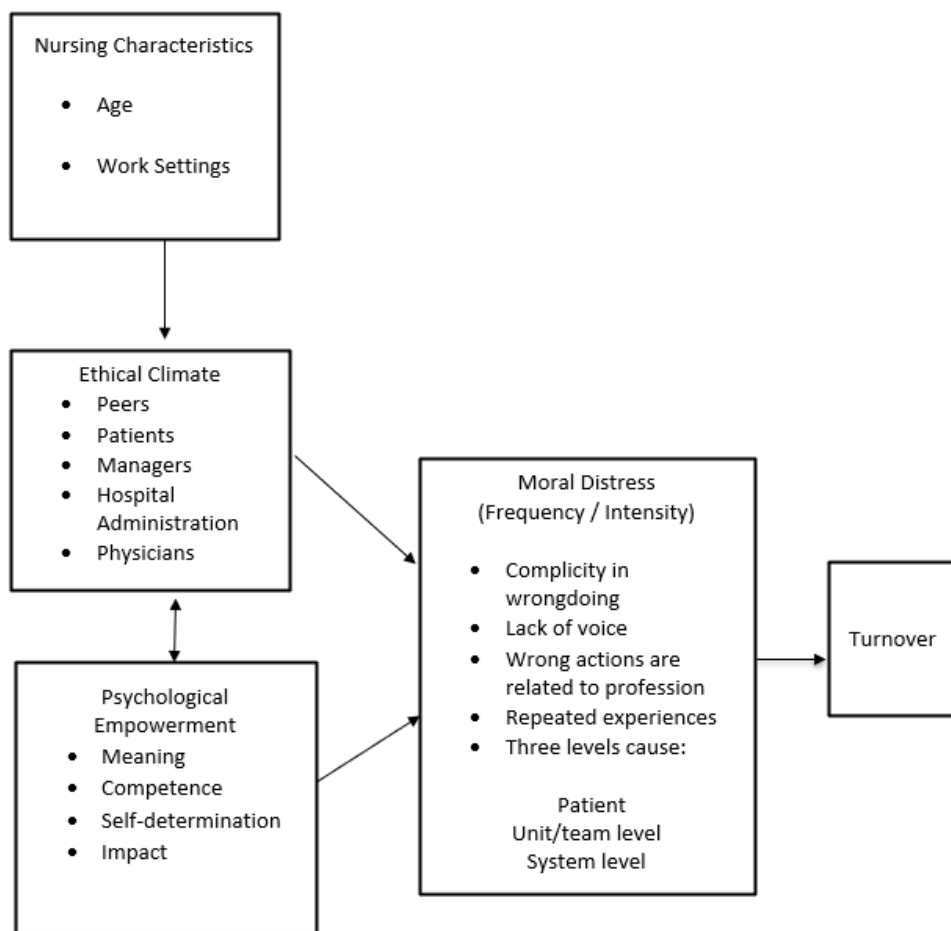 Nursing Characteristics
• Age
• Work Settings
Ethical Climate
• Peers
• Patients
• Managers
• Hospital
Administration
• Physicians
Psychological
Empowerment
• Meaning
• Competence
• Self-determination
• Impact
Moral Distress
(Frequency / Intensity)
• Complicity in
wrongdoing
• Lack of voice
• Wrong actions are
related to profession
• Repeated experiences
• Three levels cause:
Patient
Unit/team level
System level
Turnover